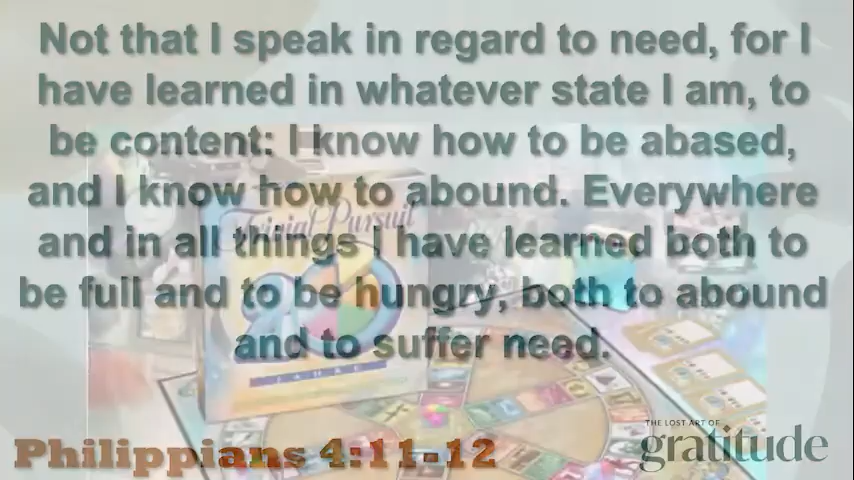 Not that I speak in regard to need, for I
have learned in whatever state I am, to
be content: I know how to be abased,
and I know how to abound. Everywhere
and in all things I have learned both to
be full and to be hungry, both to abound
and to suffer need.
Trivial Pursuit
20
JAHRE
Philippians 4:11-12
THE LOST ART OF
gratitude